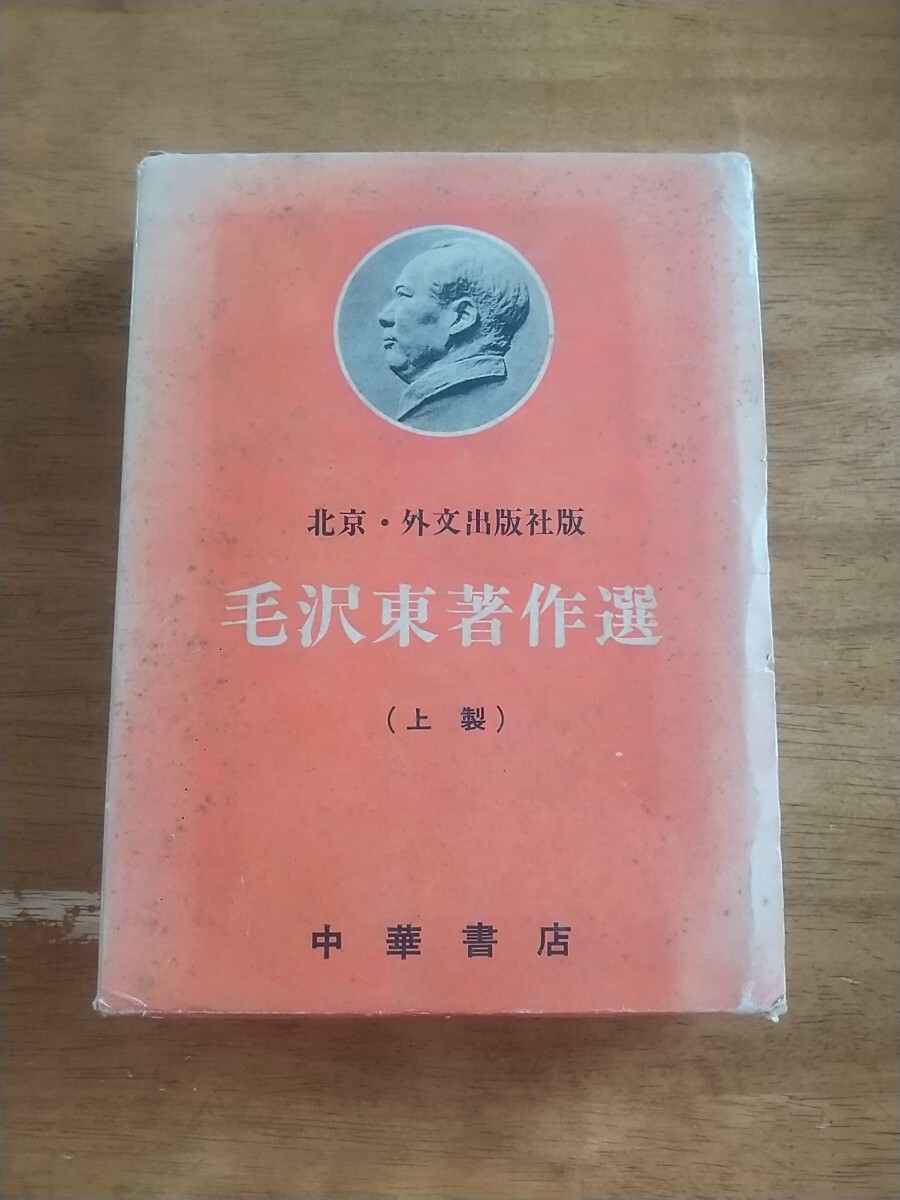 北京・外文出版社版
毛沢東著作選
(上製)
中華書店